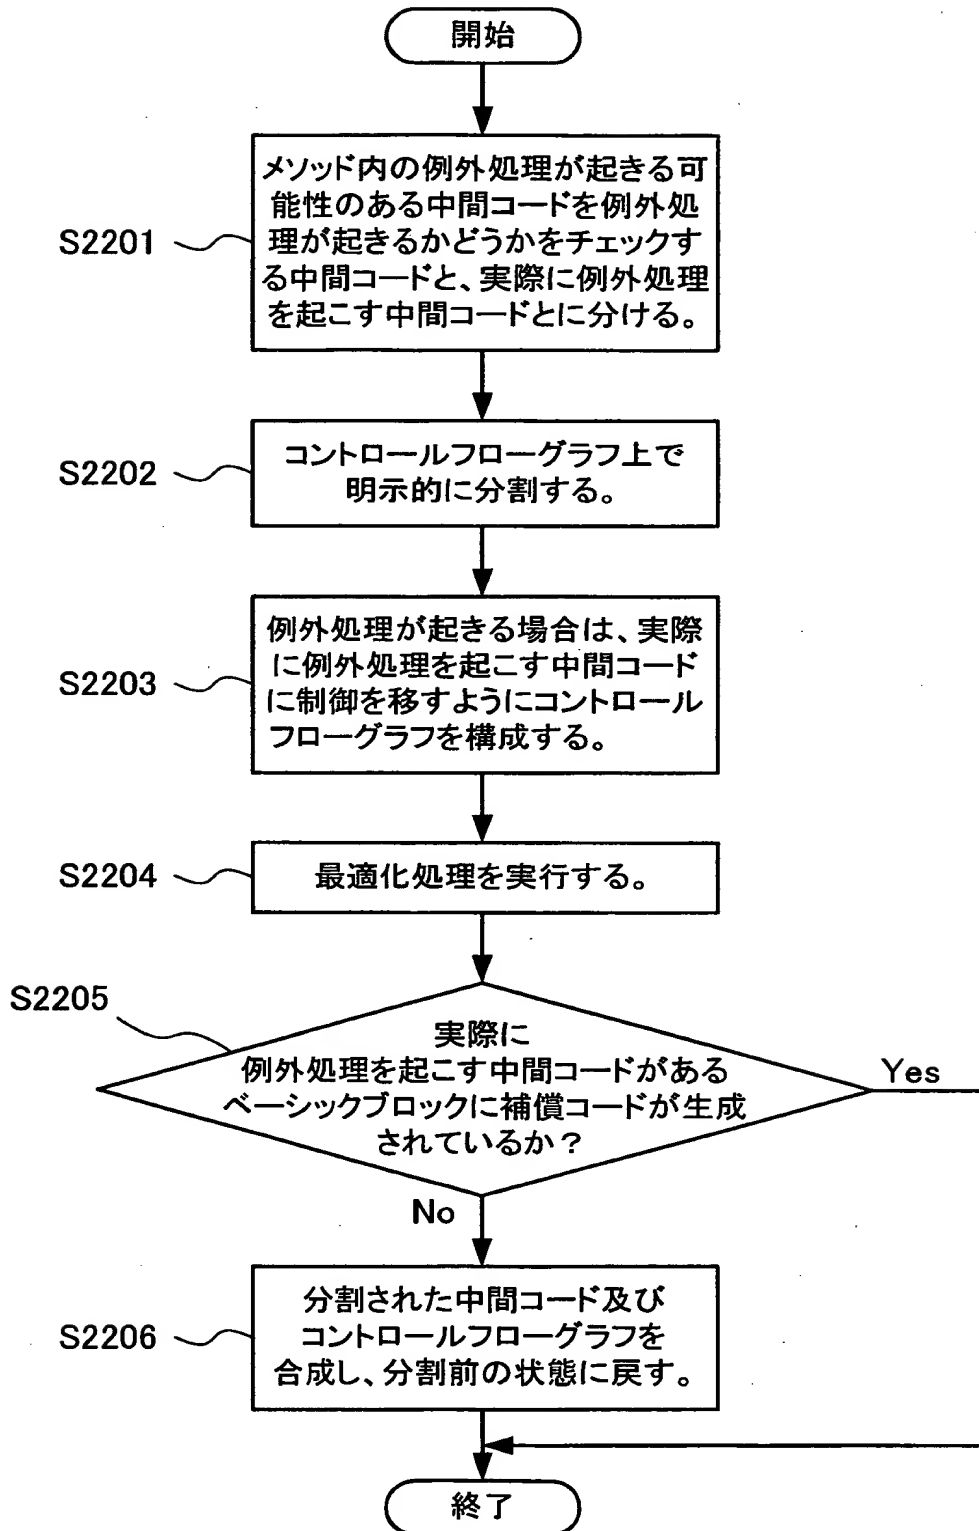 開始
メソッド内の例外処理が起きる可
能性のある中間コードを例外処
理が起きるかどうかをチェックす
る中間コードと、実際に例外処理
を起こす中間コードとに分ける。
S2201
コントロールフローグラフ上で
明示的に分割する。
S2202
例外処理が起きる場合は、実際
に例外処理を起こす中間コード
に制御を移すようにコントロール
フローグラフを構成する。
S2203
S2204
最適化処理を実行する。
S2205
実際に
例外処理を起こす中間コードがある
ベーシックブロックに補償コードが生成
されているか？
Yes
No
分割された中間コード及び
コントロールフローグラフを
合成し、分割前の状態に戻す。
S2206
終了